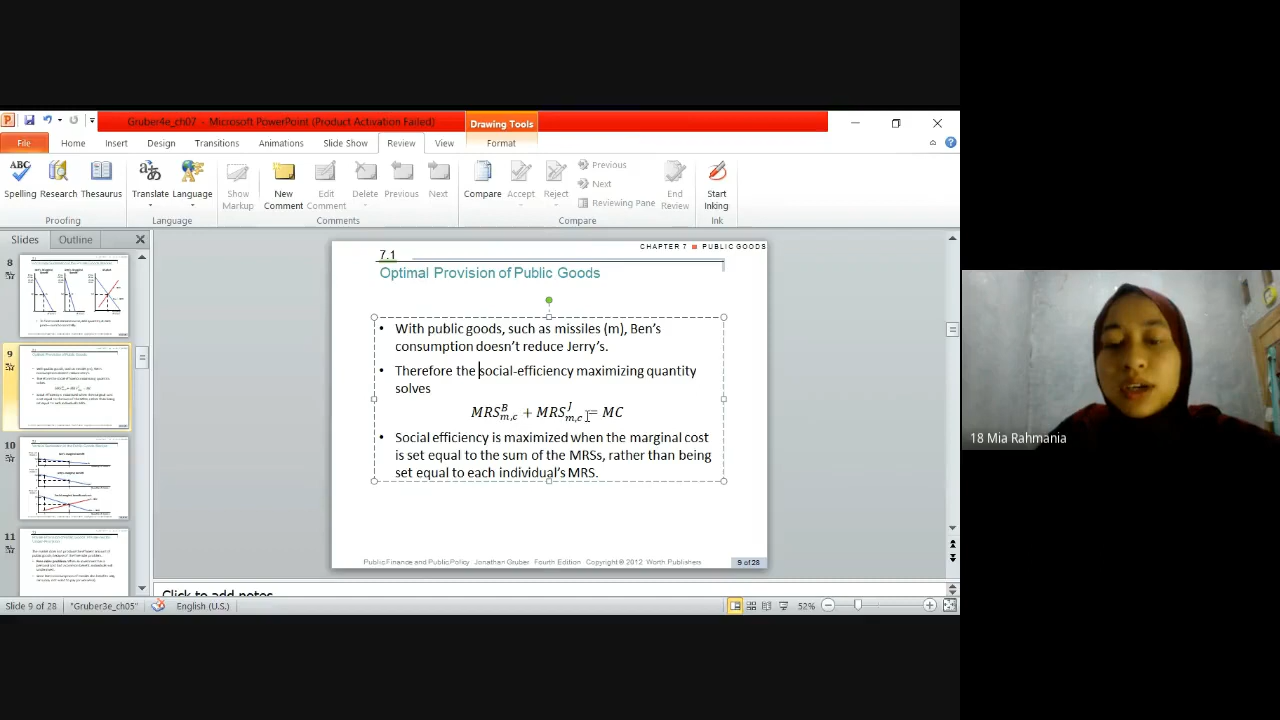 Gruber4e_ch07 - Microsoft PowerPoint (Product Activation Failed)
Drawing Tools
File Home Insert Design Transitions Animations Slide Show Review View Format
Spelling Research Thesaurus
Translate Language
Show Markup
New Comment
Edit Comment
Delete Previous Next
Compare Accept Reject
Previous
Next
Reviewing Pane
End Review
Start Inking
Proofing Language Comments Compare Ink
Slides Outline
8
9
10
11
CHAPTER 7 ■ PUBLIC GOODS
7.1
Optimal Provision of Public Goods
• With public goods, such as missiles (m), Ben's
consumption doesn't reduce Jerry's.
• Therefore the social-efficiency maximizing quantity
solves
MRS^B_{m,c} + MRS^J_{m,c} = MC
• Social efficiency is maximized when the marginal cost
is set equal to the sum of the MRSs, rather than being
set equal to each individual's MRS.
Public Finance and Public Policy Jonathan Gruber Fourth Edition Copyright © 2012 Worth Publishers
9 of 28
Click to add notes
Slide 9 of 28 "Gruber3e_ch05" English (U.S.) 52%
18 Mia Rahmania